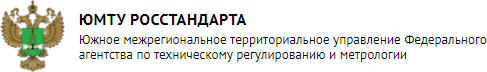 ЮМТУ РОССТАНДАРТА
Южное межрегиональное территориальное управление Федерального
агентства по техническому регулированию и метрологии